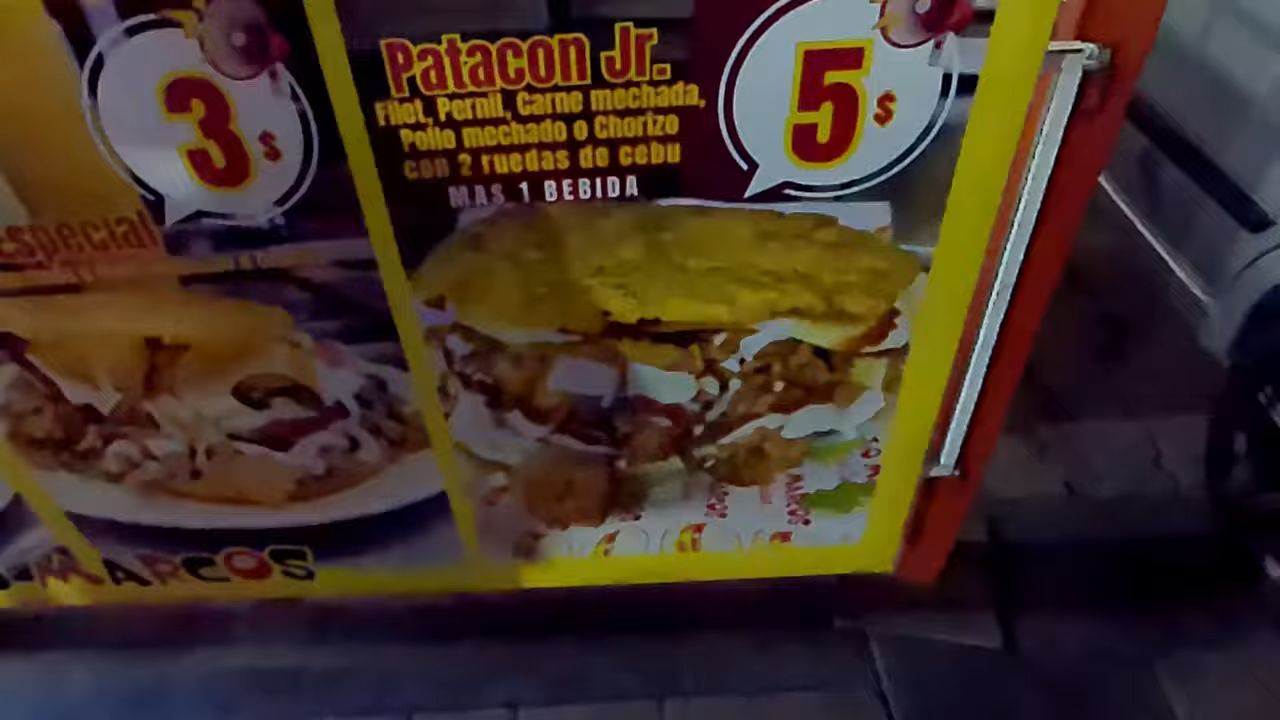 3 $
Especial
Patacon Jr.
Filet, Pernil, Carne mechada,
Pollo mechado o Chorizo
con 2 ruedas de cebu
MAS 1 BEBIDA
5 $
MARCOS